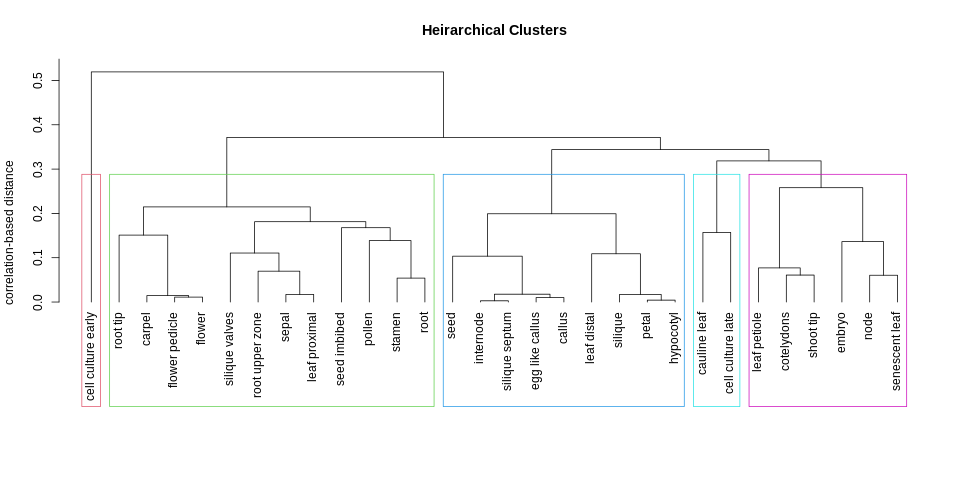 Heirarchical Clusters
correlation-based distance
0.5
0.4
0.3
0.2
0.1
0.0
cell culture early
root tip
carpel
flower pedicle
flower
silique valves
root upper zone
sepal
leaf proximal
seed imbibed
pollen
stamen
root
seed
internode
silique septum
egg like callus
callus
leaf distal
silique
petal
hypocotyl
cauline leaf
cell culture late
leaf petiole
cotelydons
shoot tip
embryo
node
senescent leaf